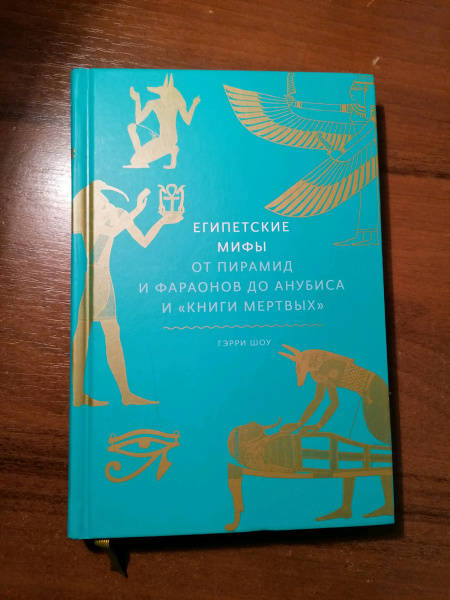 ЕГИПЕТСКИЕ
МИФЫ
ОТ ПИРАМИД
И ФАРАОНОВ ДО АНУБИСА
И «КНИГИ МЕРТВЫХ»
ГЭРРИ ШОУ